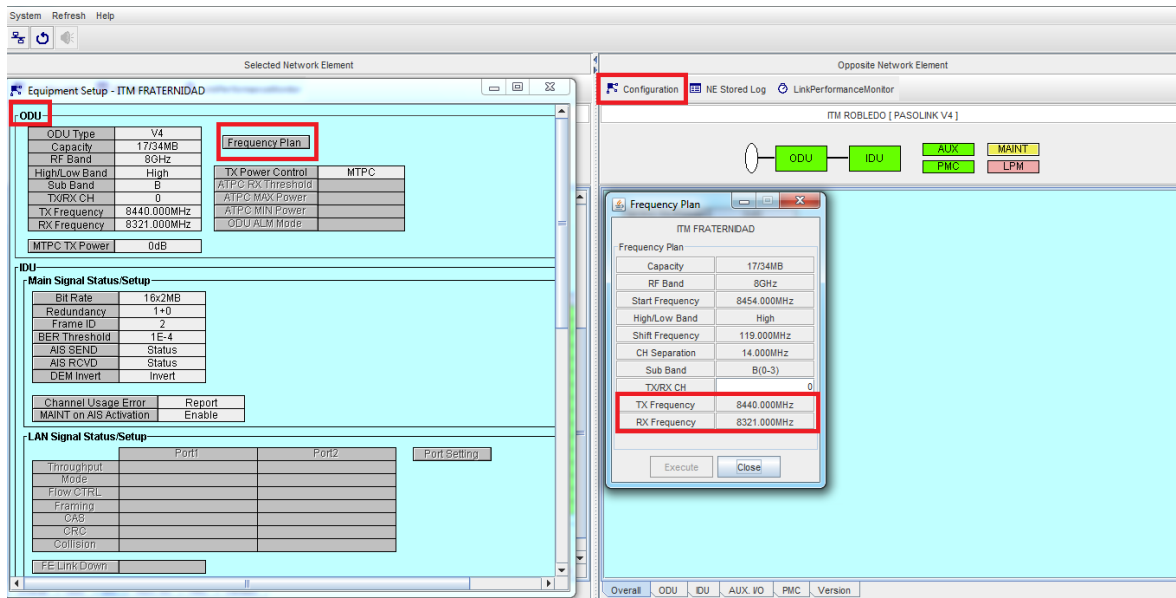 System Refresh Help
Selected Network Element
Opposite Network Element
Equipment Setup - ITM FRATERNIDAD
ODU
ODU Type V4
Capacity 17/34MB
RF Band 8GHz
High/Low Band High
Sub Band B
TX/RX CH 0
TX Frequency 8440.000MHz
RX Frequency 8321.000MHz
MTPC TX Power 0dB
Frequency Plan
TX Power Control MTPC
ATPC RX Threshold
ATPC MAX Power
ATPC MIN Power
ODU ALM Mode
IDU
Main Signal Status/Setup
Bit Rate 16x2MB
Redundancy 1+0
Frame ID 2
BER Threshold 1E-4
AIS SEND Status
AIS RCVD Status
DEM Invert Invert
Channel Usage Error Report
MAINT on AIS Activation Enable
LAN Signal Status/Setup
Port1 Port2 Port Setting
Throughput
Mode
Flow CTRL
Framing
CAS
CRC
Collision
FE Link Down
Configuration NE Stored Log LinkPerformanceMonitor
ITM ROBLEDO [ PASOLINK V4 ]
ODU IDU AUX MAINT
PMC LPM
Frequency Plan
ITM FRATERNIDAD
Frequency Plan
Capacity 17/34MB
RF Band 8GHz
Start Frequency 8454.000MHz
High/Low Band High
Shift Frequency 119.000MHz
CH Separation 14.000MHz
Sub Band B(0-3)
TX/RX CH 0
TX Frequency 8440.000MHz
RX Frequency 8321.000MHz
Execute Close
Overall ODU IDU AUX. I/O PMC Version